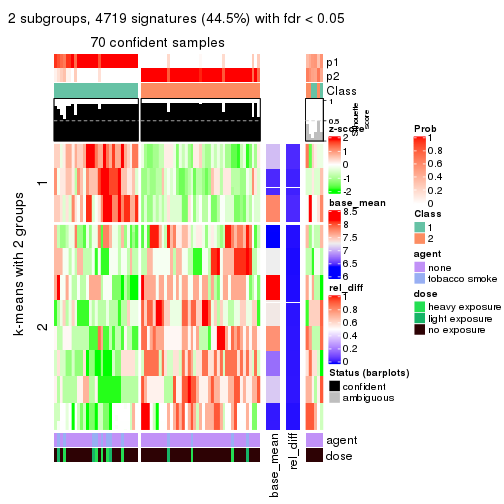 2 subgroups, 4719 signatures (44.5%) with fdr < 0.05
70 confident samples
p1
p2
Class
1
0.5
0
Silhouette
score
k-means with 2 groups
1
2
z-score
2
1
0
-1
-2
base_mean
8.5
8
7.5
7
6.5
6
rel_diff
1
0.8
0.6
0.4
0.2
0
Status (barplots)
confident
ambiguous
Prob
1
0.8
0.6
0.4
0.2
0
Class
1
2
agent
none
tobacco smoke
dose
heavy exposure
light exposure
no exposure
agent
dose
base_mean
rel_diff